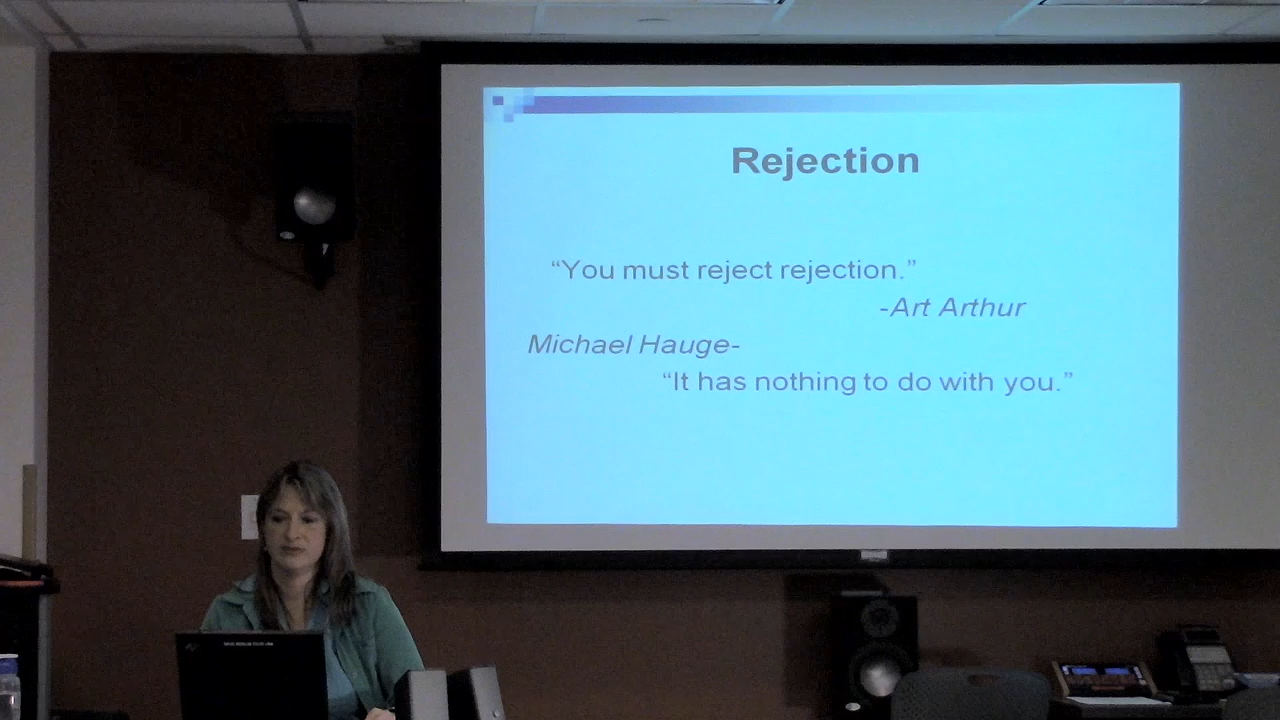 Rejection
“You must reject rejection.”
-Art Arthur
Michael Hauge-
“It has nothing to do with you.”